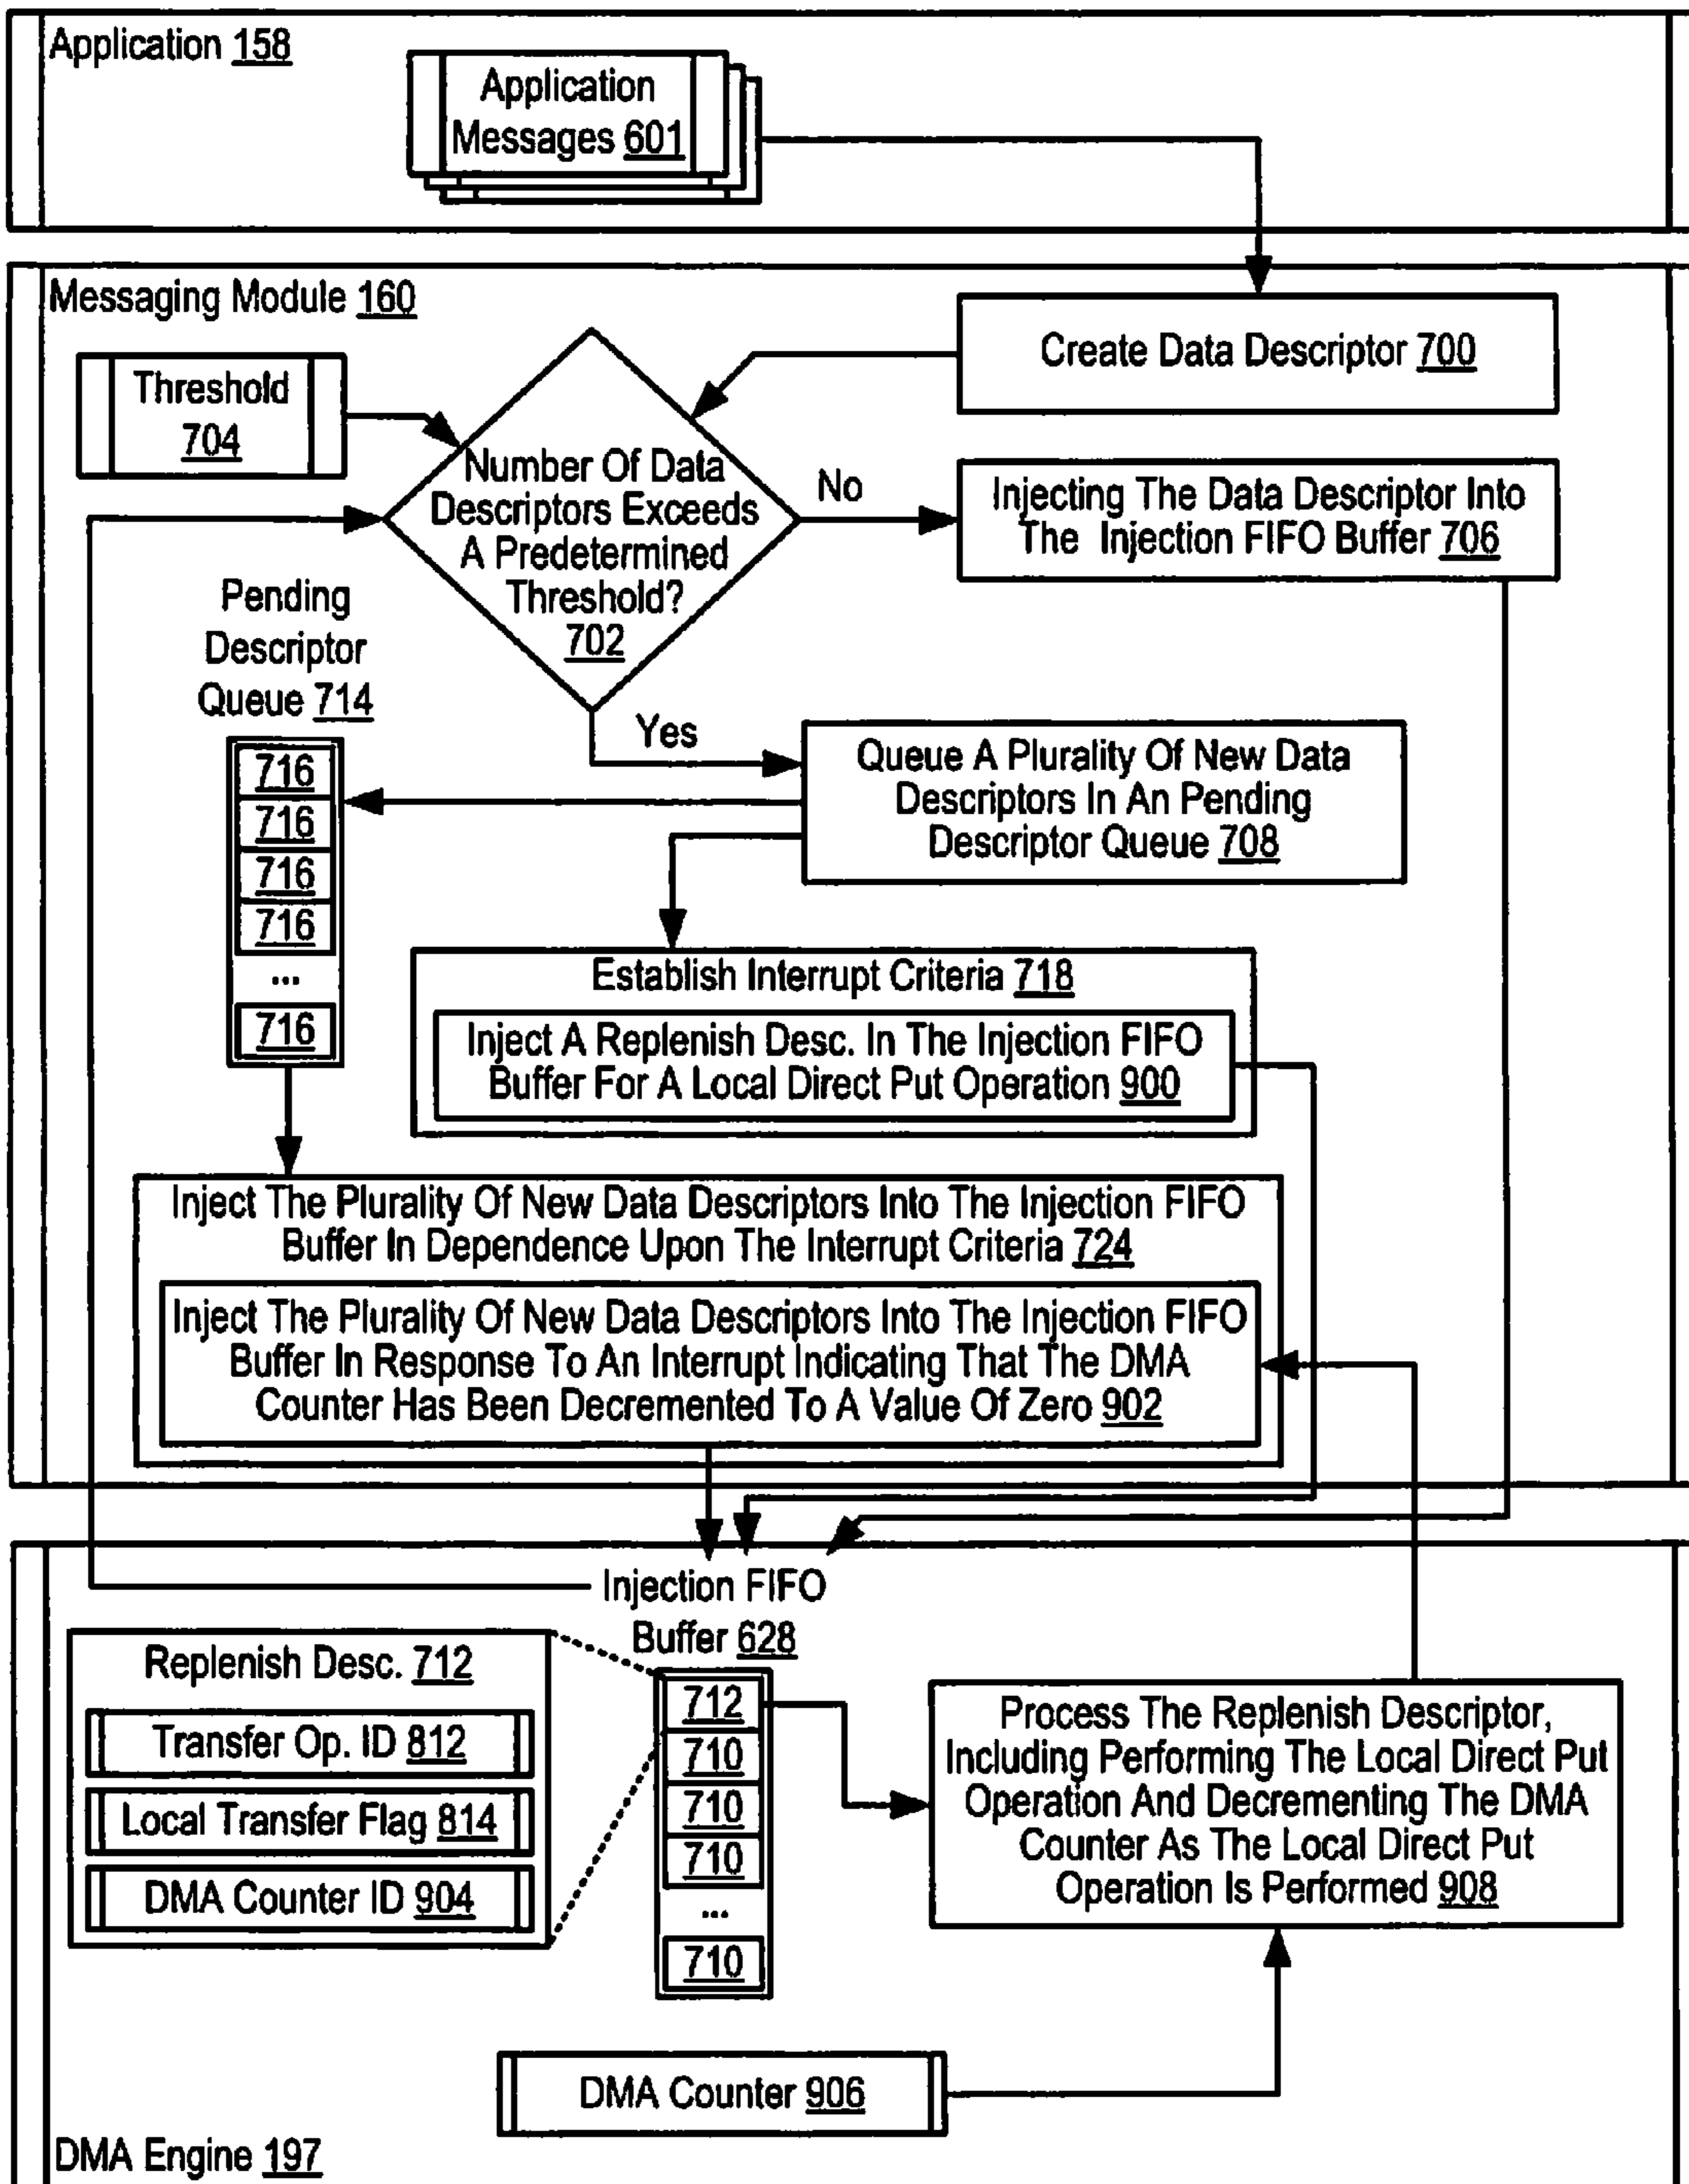 Application 158
Application
Messages 601
Messaging Module 160
Create Data Descriptor 700
Threshold
704
Number Of Data
Descriptors Exceeds
A Predetermined
Threshold?
702
No
Injecting The Data Descriptor Into
The Injection FIFO Buffer 706
Pending
Descriptor
Queue 714
Yes
716
716
716
716
...
716
Queue A Plurality Of New Data
Descriptors In An Pending
Descriptor Queue 708
Establish Interrupt Criteria 718
Inject A Replenish Desc. In The Injection FIFO
Buffer For A Local Direct Put Operation 900
Inject The Plurality Of New Data Descriptors Into The Injection FIFO
Buffer In Dependence Upon The Interrupt Criteria 724
Inject The Plurality Of New Data Descriptors Into The Injection FIFO
Buffer In Response To An Interrupt Indicating That The DMA
Counter Has Been Decremented To A Value Of Zero 902
Injection FIFO
Buffer 628
Replenish Desc. 712
Transfer Op. ID 812
Local Transfer Flag 814
DMA Counter ID 904
712
710
710
710
...
710
Process The Replenish Descriptor,
Including Performing The Local Direct Put
Operation And Decrementing The DMA
Counter As The Local Direct Put
Operation Is Performed 908
DMA Counter 906
DMA Engine 197